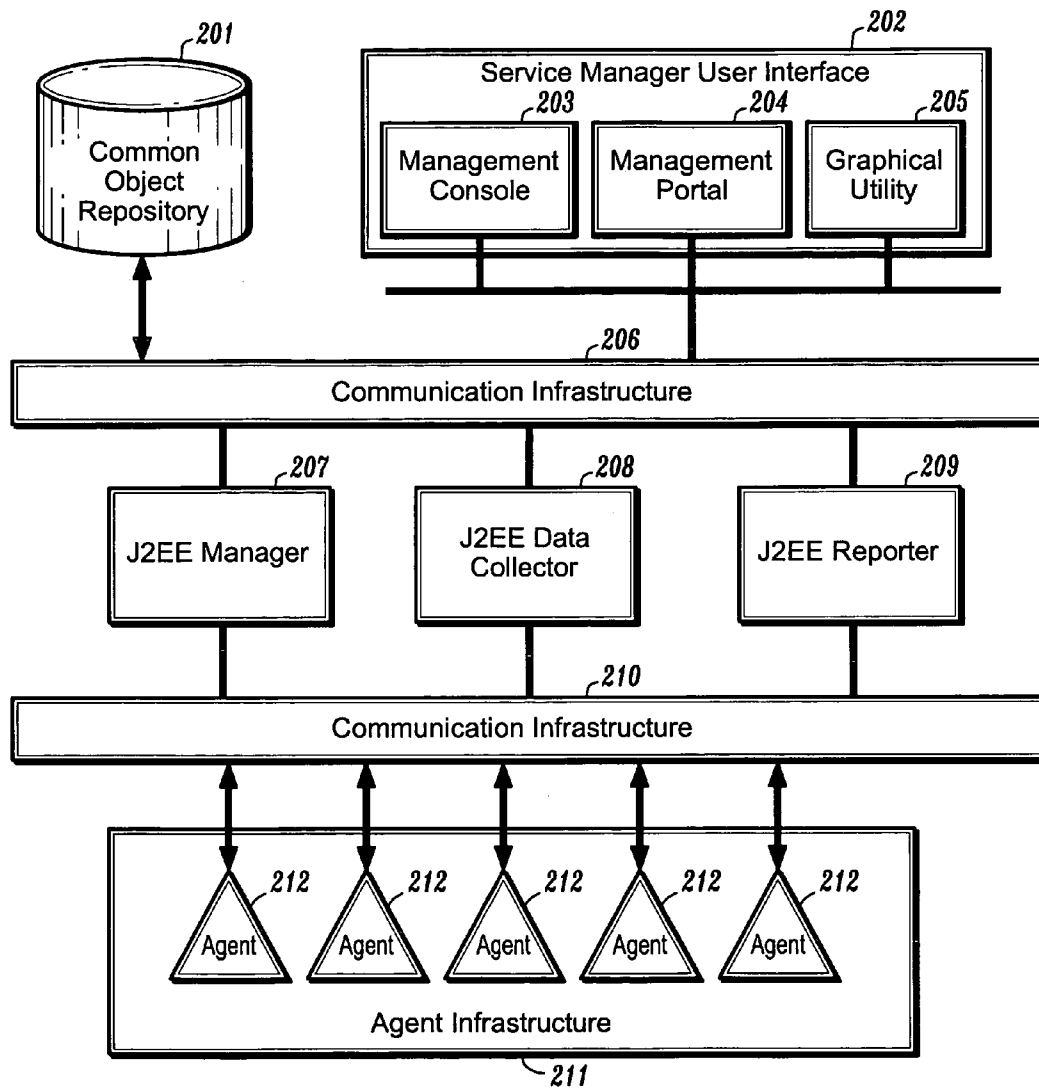 201
202
Service Manager User Interface
203
204
205
Common
Object
Repository
Management
Console
Management
Portal
Graphical
Utility
206
Communication Infrastructure
207
208
209
J2EE Manager
J2EE Data
Collector
J2EE Reporter
210
Communication Infrastructure
212
212
212
212
212
Agent
Agent
Agent
Agent
Agent
Agent Infrastructure
211